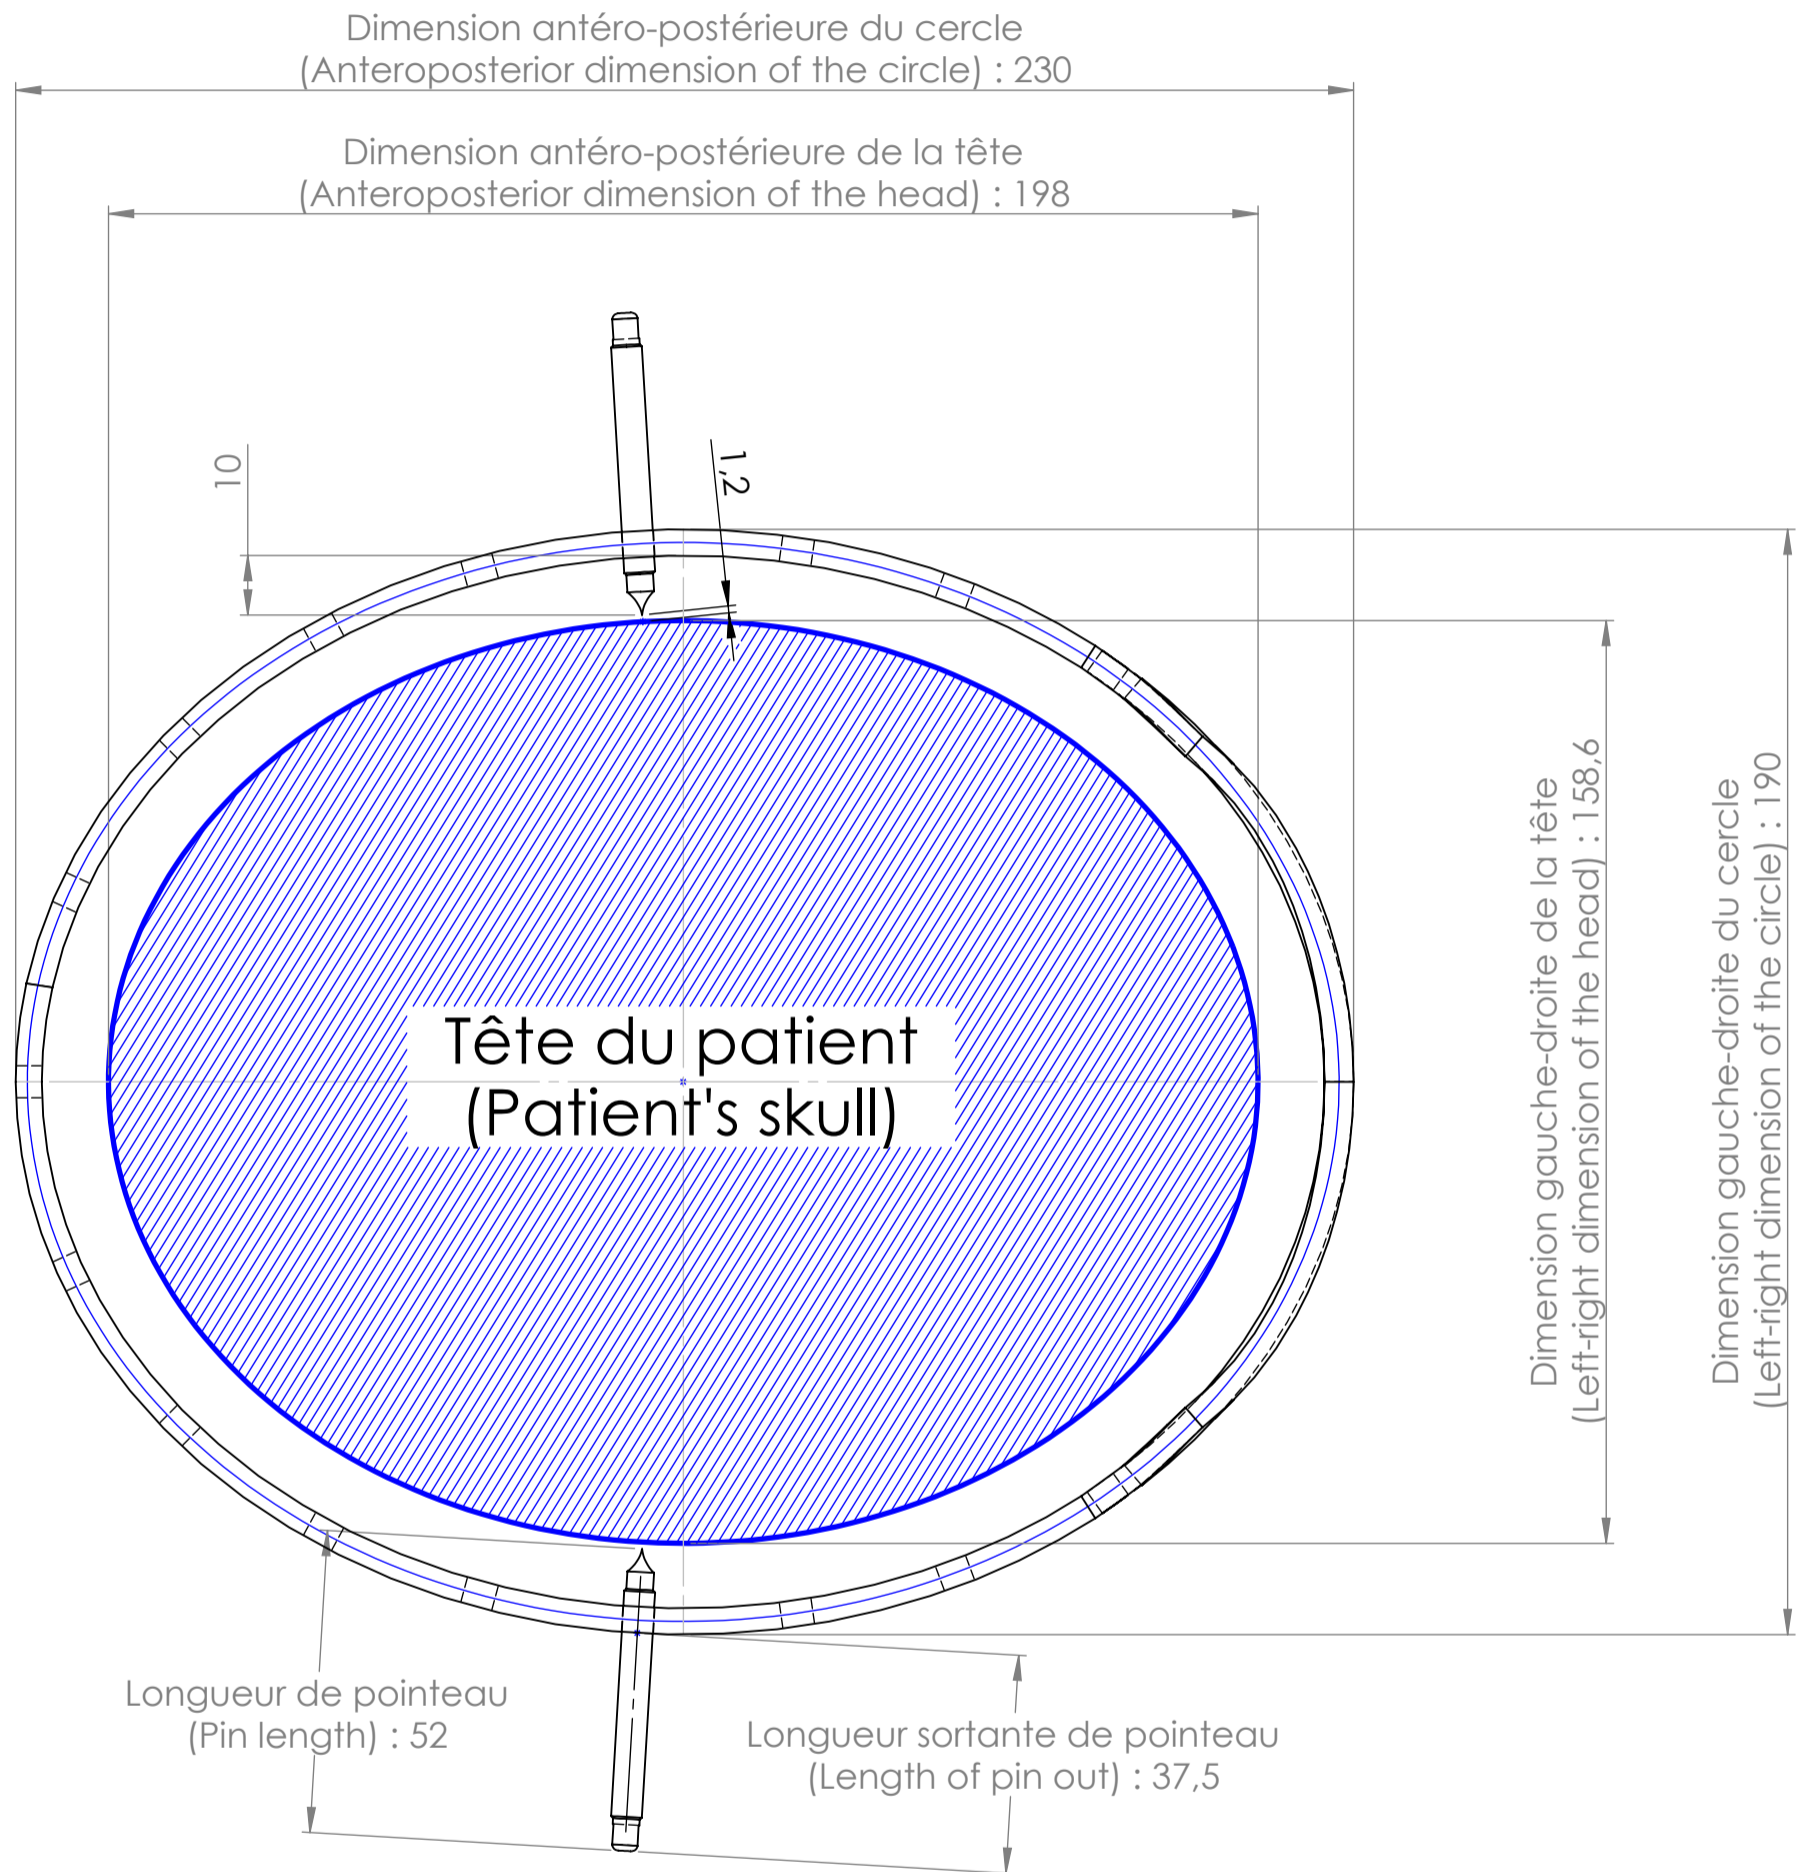 Dimension antéro-postérieure du cercle
(Anteroposterior dimension of the circle) : 230
Dimension antéro-postérieure de la tête
(Anteroposterior dimension of the head) : 198
10
1,2
Tête du patient
(Patient's skull)
Dimension gauche-droite de la tête
(Left-right dimension of the head) : 158,6
Dimension gauche-droite du cercle
(Left-right dimension of the circle) : 190
Longueur de pointeau
(Pin length) : 52
Longueur sortante de pointeau
(Length of pin out) : 37,5